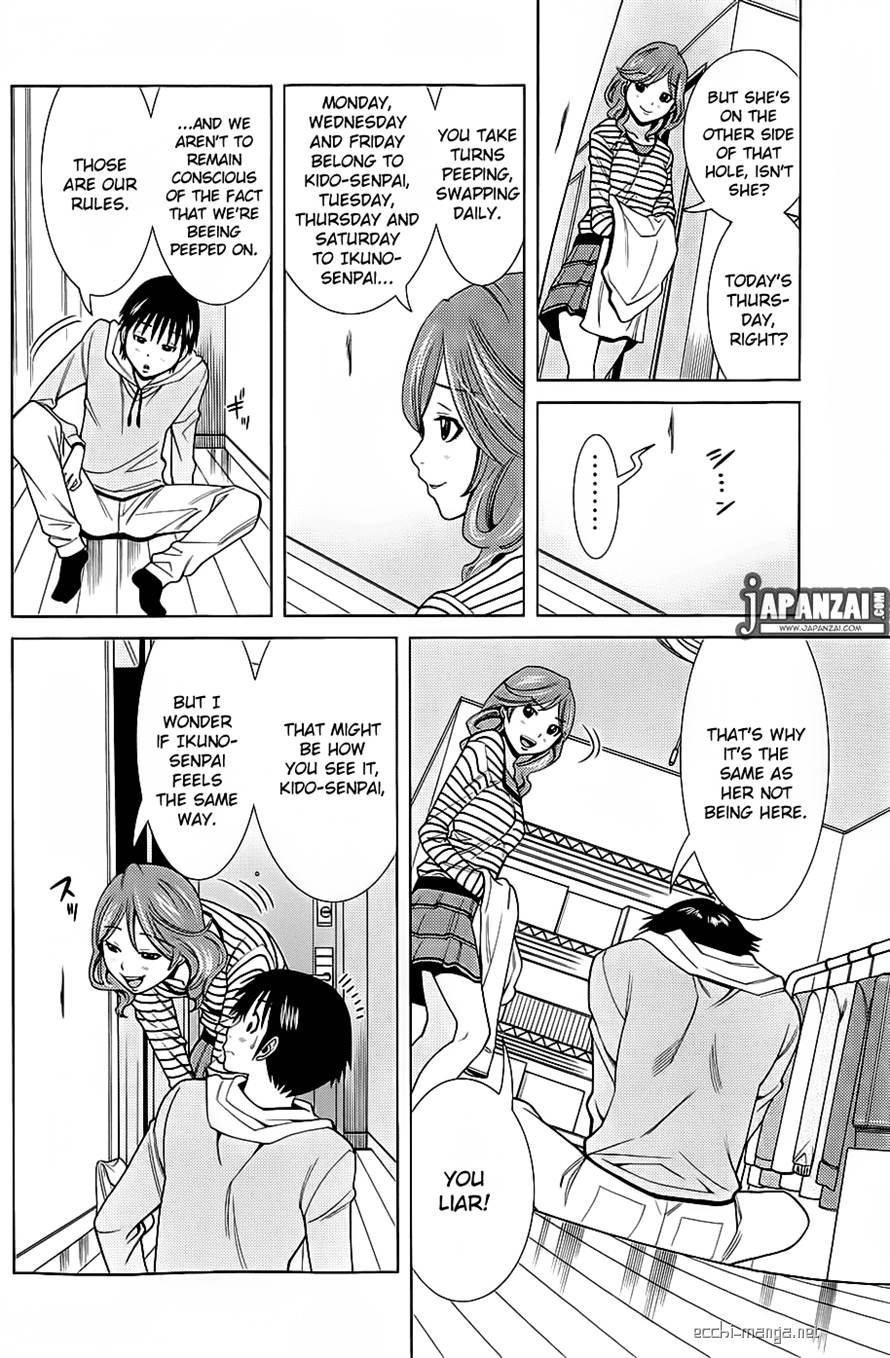 BUT SHE'S
ON THE
OTHER SIDE
OF THAT
HOLE, ISN'T
SHE?
TODAY'S
THURS-
DAY,
RIGHT?
YOU TAKE
TURNS
PEEPING,
SWAPPING
DAILY.
MONDAY,
WEDNESDAY
AND FRIDAY
BELONG TO
KIDO-SENPAI,
TUESDAY,
THURSDAY AND
SATURDAY
TO IKUNO-
SENPAI...
...AND WE
AREN'T TO
REMAIN
CONSCIOUS
OF THE FACT
THAT WE'RE
BEEING
PEEPED ON.
THOSE
ARE OUR
RULES.
ギシ
.........
JAPANZAI.COM
WWW.JAPANZAI.COM
THAT'S WHY
IT'S THE
SAME AS
HER NOT
BEING HERE.
YOU
LIAR!
THAT MIGHT
BE HOW
YOU SEE IT,
KIDO-SENPAI,
BUT I
WONDER
IF IKUNO-
SENPAI
FEELS
THE SAME
WAY.
スッ
ecchi-manga.net